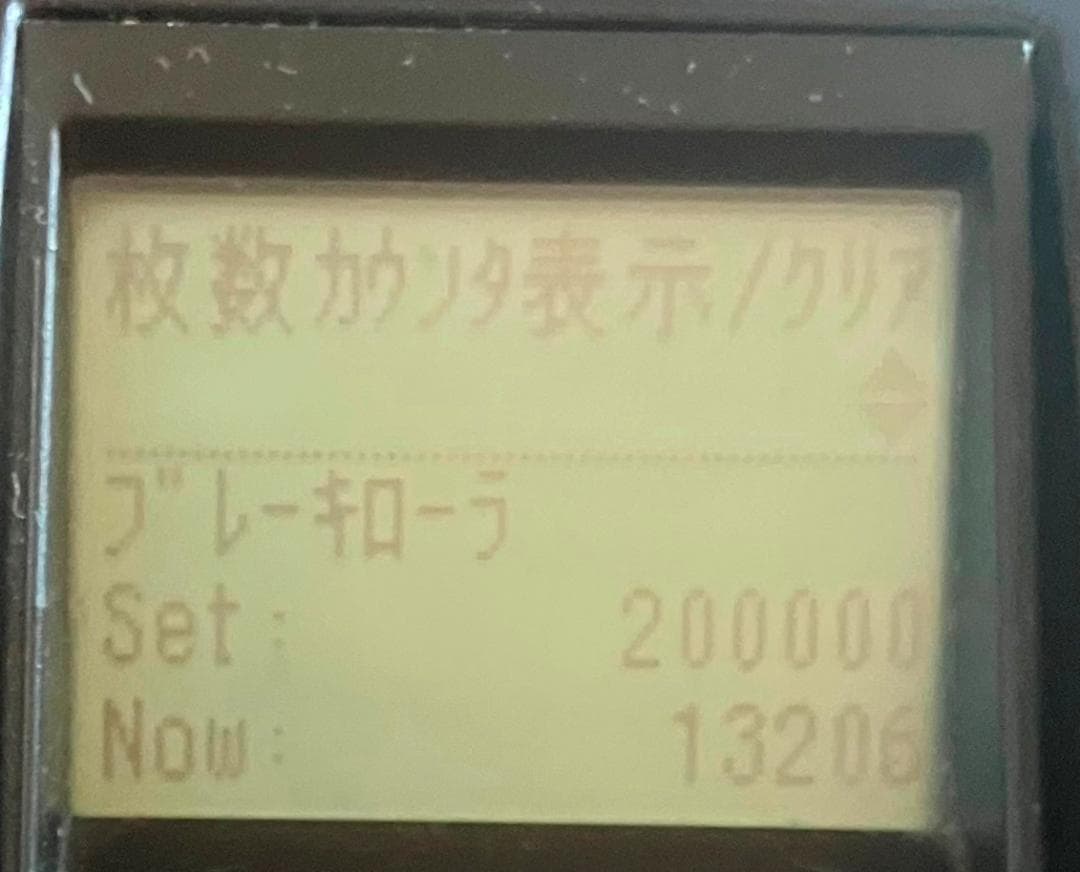 枚数ｶｳﾝﾀ表示/ｸﾘｱ
ﾌﾞﾚｰｷﾛｰﾗ
Set: 200000
Now: 13206